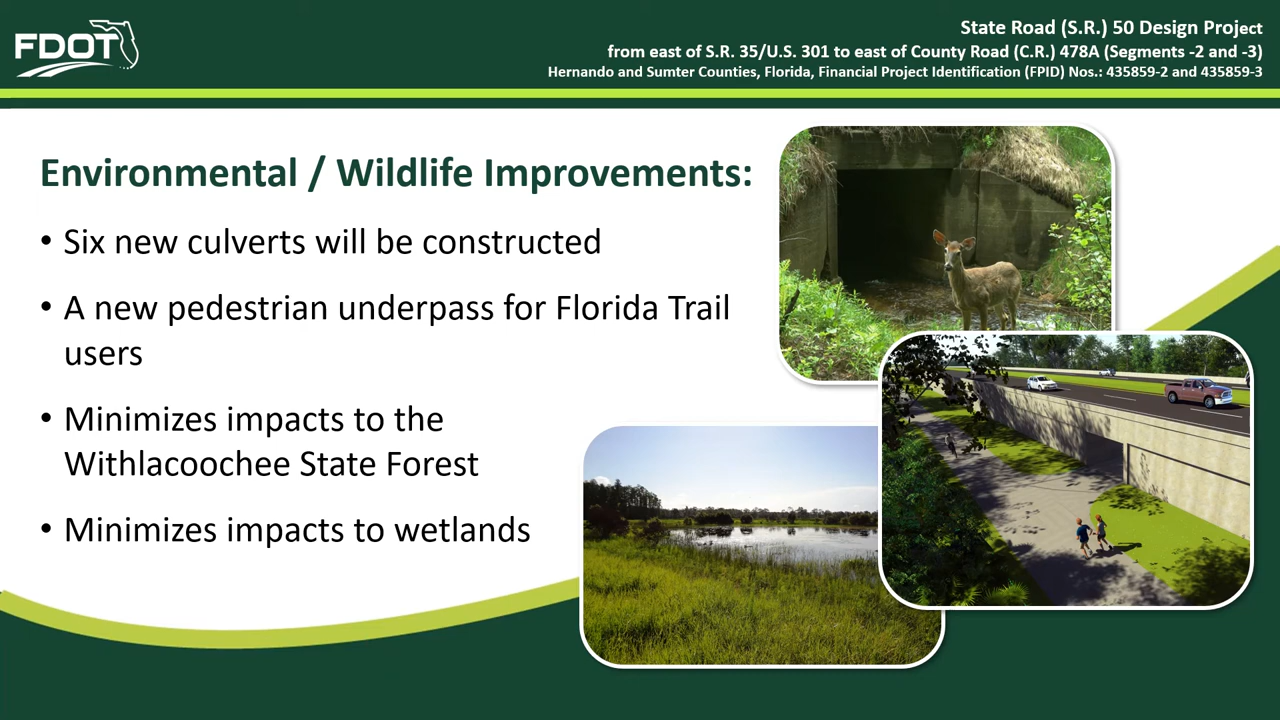 FDOT
State Road (S.R.) 50 Design Project
from east of S.R. 35/U.S. 301 to east of County Road (C.R.) 478A (Segments -2 and -3)
Hernando and Sumter Counties, Florida, Financial Project Identification (FPID) Nos.: 435859-2 and 435859-3
Environmental / Wildlife Improvements:
• Six new culverts will be constructed
• A new pedestrian underpass for Florida Trail
users
• Minimizes impacts to the
Withlacoochee State Forest
• Minimizes impacts to wetlands